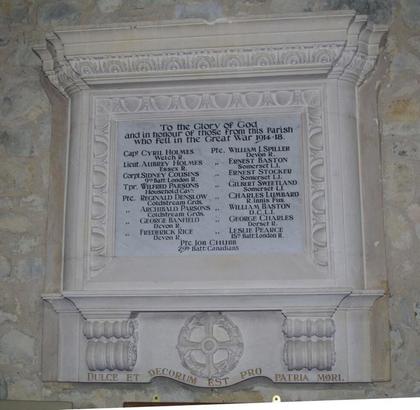 To the Glory of God
and in honour of those from this Parish
who fell in the Great War 1914-18.
Capt Cyril Holmes
Welch R.
Lieut. Aubrey Holmes
Essex R.
Corpl Sidney Cousins
9th Batt: London R.
Tpr. Wilfred Parsons
Household Cav:
Pte. Reginald Denslow
Coldstream Grds.
„ Archibald Parsons
Coldstream Grds.
„ George Banfield
Devon R.
„ Frederick Rice
Devon R.
Pte. William J. Spiller
Devon R.
„ Ernest Baston
Somerset L.I.
„ Ernest Stocker
Somerset L.I.
„ Gilbert Sweetland
Somerset L.I.
„ Charles Lumbard
R. Innis Fus.
„ William Baston
D.C.L.I.
„ George Charles
Dorset R.
„ Leslie Pearce
15th Batt: London R.
Pte Job Chubb
29th Batt: Canadians
DULCE ET DECORUM EST PRO PATRIA MORI.